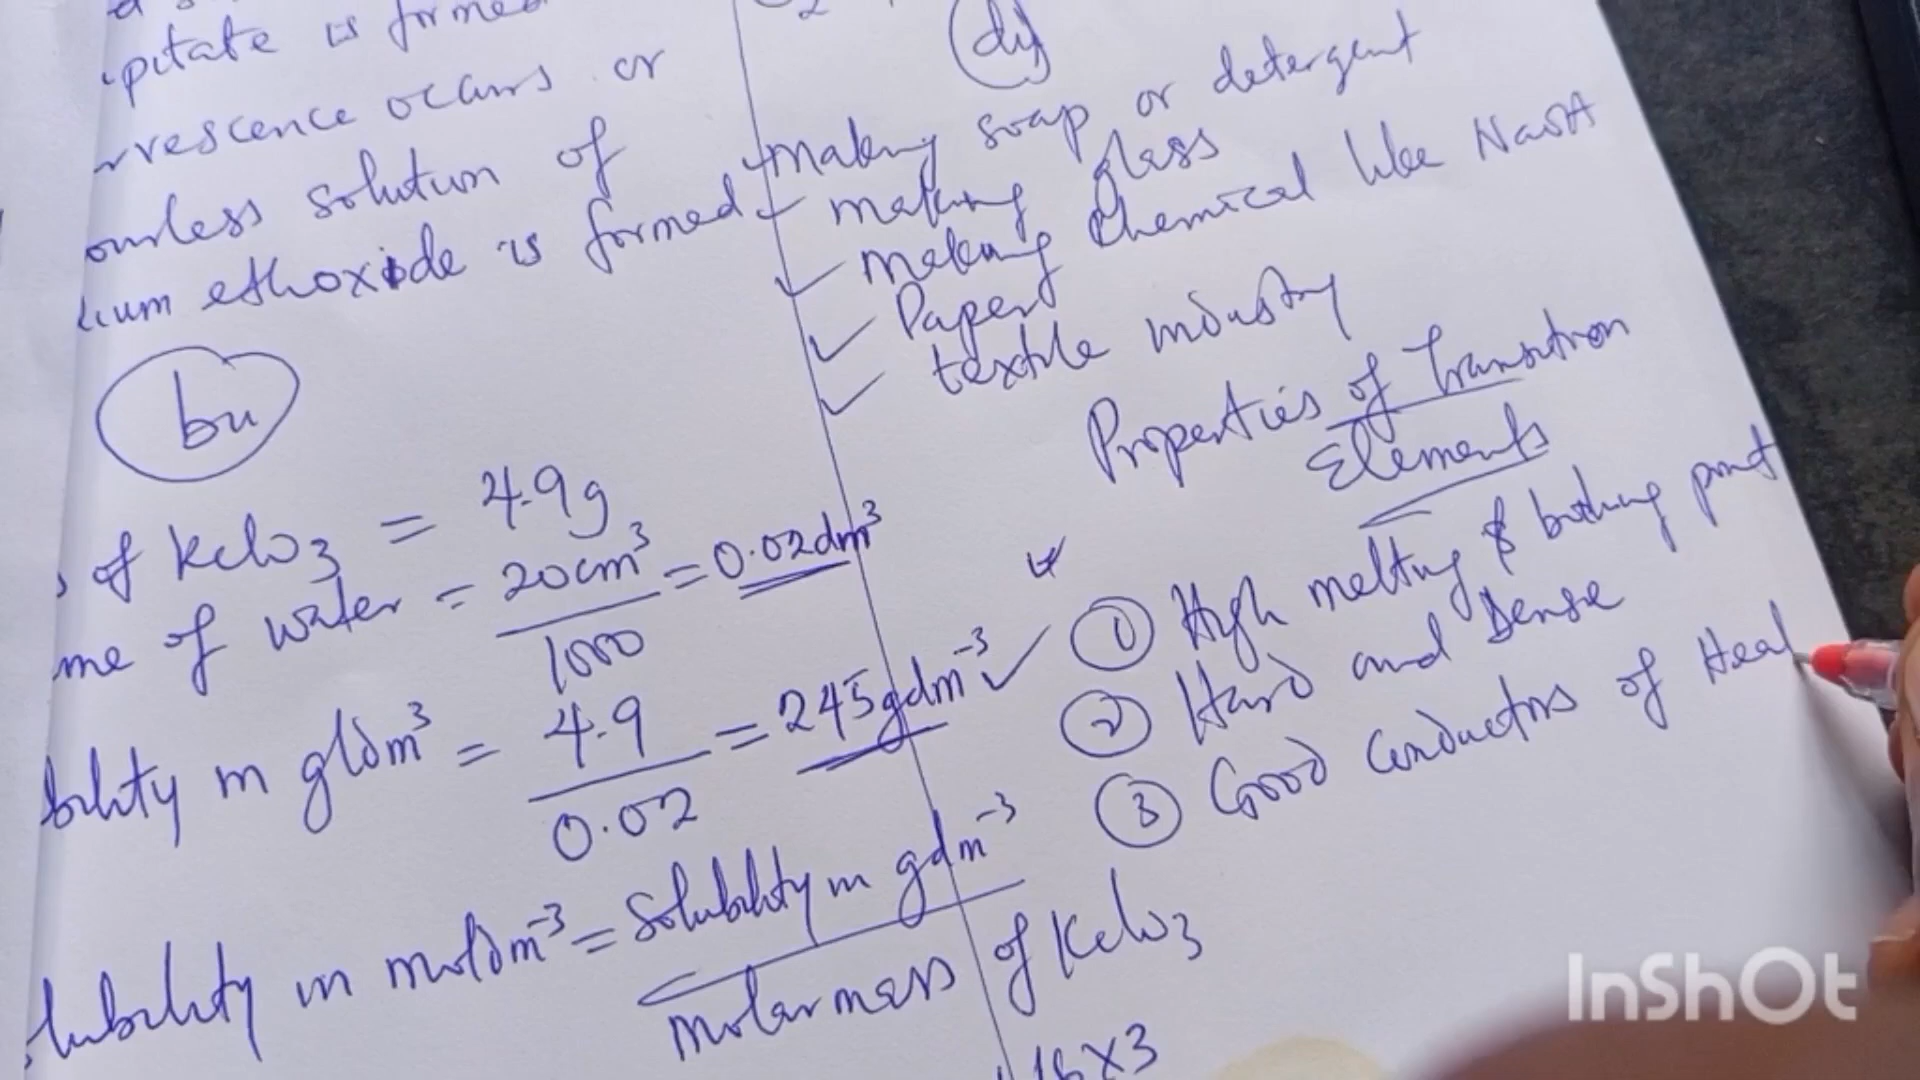 pitate is formed
rvescence occurs or
ourless solution of
ium ethoxide is formed
bii
of KClO3 = 4.9g
me of water = 20cm³/1000 = 0.02dm³
bility in g/dm³ = 4.9/0.02 = 245gdm⁻³
lubility in mol/dm⁻³ = Solubility in gdm⁻³
molar mass of KClO3
16×3
making soap or detergent
making glass
making chemical like NaOH
Paper
textile industry
Properties of Transition
Elements
① High melting & boiling point
② Hard and Dense
③ Good Conductors of Heat
InShOt